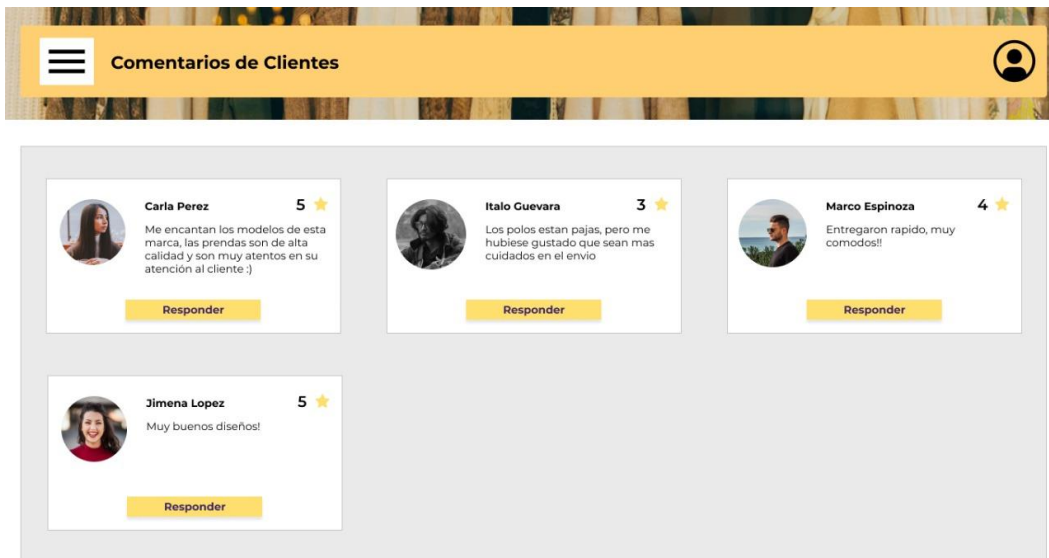 Comentarios de Clientes
Carla Perez
5
Me encantan los modelos de esta
marca, las prendas son de alta
calidad y son muy atentos en su
atención al cliente :)
Responder
Italo Guevara
3
Los polos estan pajas, pero me
hubiese gustado que sean mas
cuidados en el envio
Responder
Marco Espinoza
4
Entregaron rapido, muy
comodos!!
Responder
Jimena Lopez
5
Muy buenos diseños!
Responder